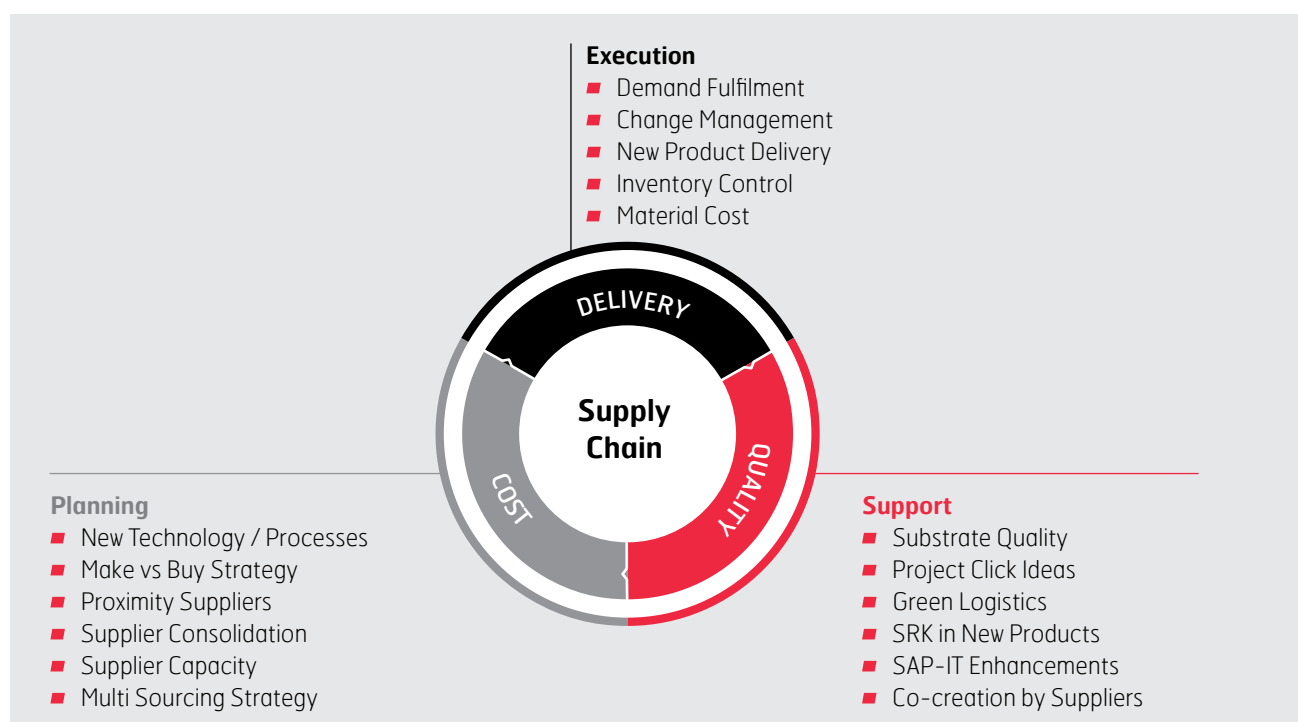 Execution
Demand Fulfilment
Change Management
New Product Delivery
Inventory Control
Material Cost
DELIVERY
Supply
Chain
COST
QUALITY
Planning
New Technology / Processes
Make vs Buy Strategy
Proximity Suppliers
Supplier Consolidation
Supplier Capacity
Multi Sourcing Strategy
Support
Substrate Quality
Project Click Ideas
Green Logistics
SRK in New Products
SAP-IT Enhancements
Co-creation by Suppliers